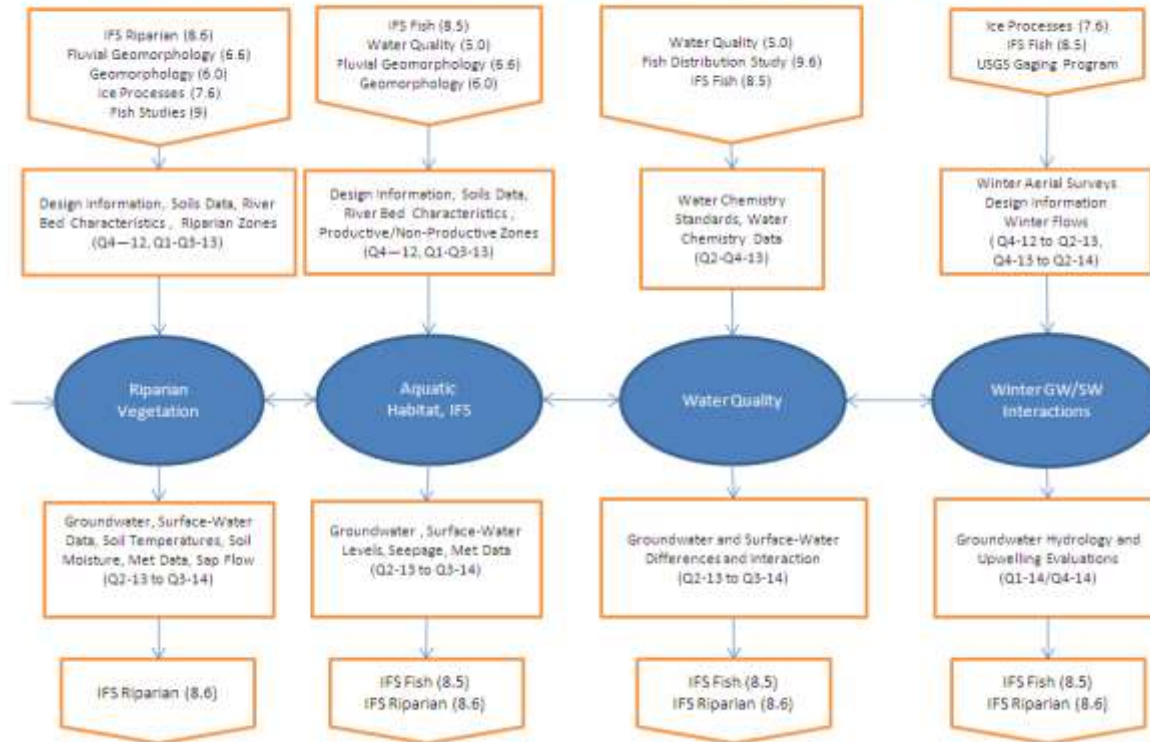 IFS Riparian (8.6)
Fluvial Geomorphology (6.6)
Geomorphology (6.0)
Ice Processes (7.6)
Fish Studies (9)
IFS Fish (8.5)
Water Quality (5.0)
Fluvial Geomorphology (6.6)
Geomorphology (6.0)
Water Quality (5.0)
Fish Distribution Study (9.6)
IFS Fish (8.5)
Ice Processes (7.6)
IFS Fish (8.5)
USGS Gaging Program
Design Information, Soils Data, River
Bed Characteristics , Riparian Zones
(Q4—12, Q1-Q3-13)
Design Information, Soils Data,
River Bed Characteristics ,
Productive/Non-Productive Zones
(Q4—12, Q1-Q3-13)
Water Chemistry
Standards, Water
Chemistry Data
(Q2-Q4-13)
Winter Aerial Surveys
Design Information
Winter Flows
( Q4-12 to Q2-13,
Q4-13 to Q2-14)
Riparian
Vegetation
Aquatic
Habitat, IFS
Water Quality
Winter GW/SW
Interactions
Groundwater, Surface-Water
Data, Soil Temperatures, Soil
Moisture, Met Data, Sap Flow
(Q2-13 to Q3-14)
Groundwater , Surface-Water
Levels, Seepage, Met Data
(Q2-13 to Q3-14)
Groundwater and Surface-Water
Differences and Interaction
(Q2-13 to Q3-14)
Groundwater Hydrology and
Upwelling Evaluations
(Q1-14/Q4-14)
IFS Riparian (8.6)
IFS Fish (8.5)
IFS Riparian (8.6)
IFS Fish (8.5)
IFS Riparian (8.6)
IFS Fish (8.5)
IFS Riparian (8.6)